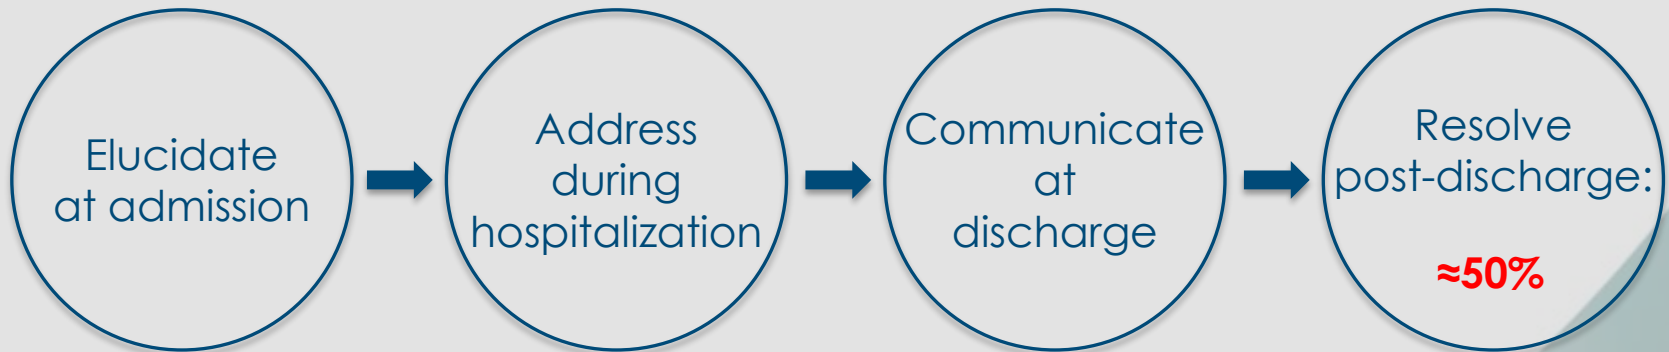 Elucidate
at admission
Address
during
hospitalization
Communicate
at
discharge
Resolve
post-discharge:
≈50%